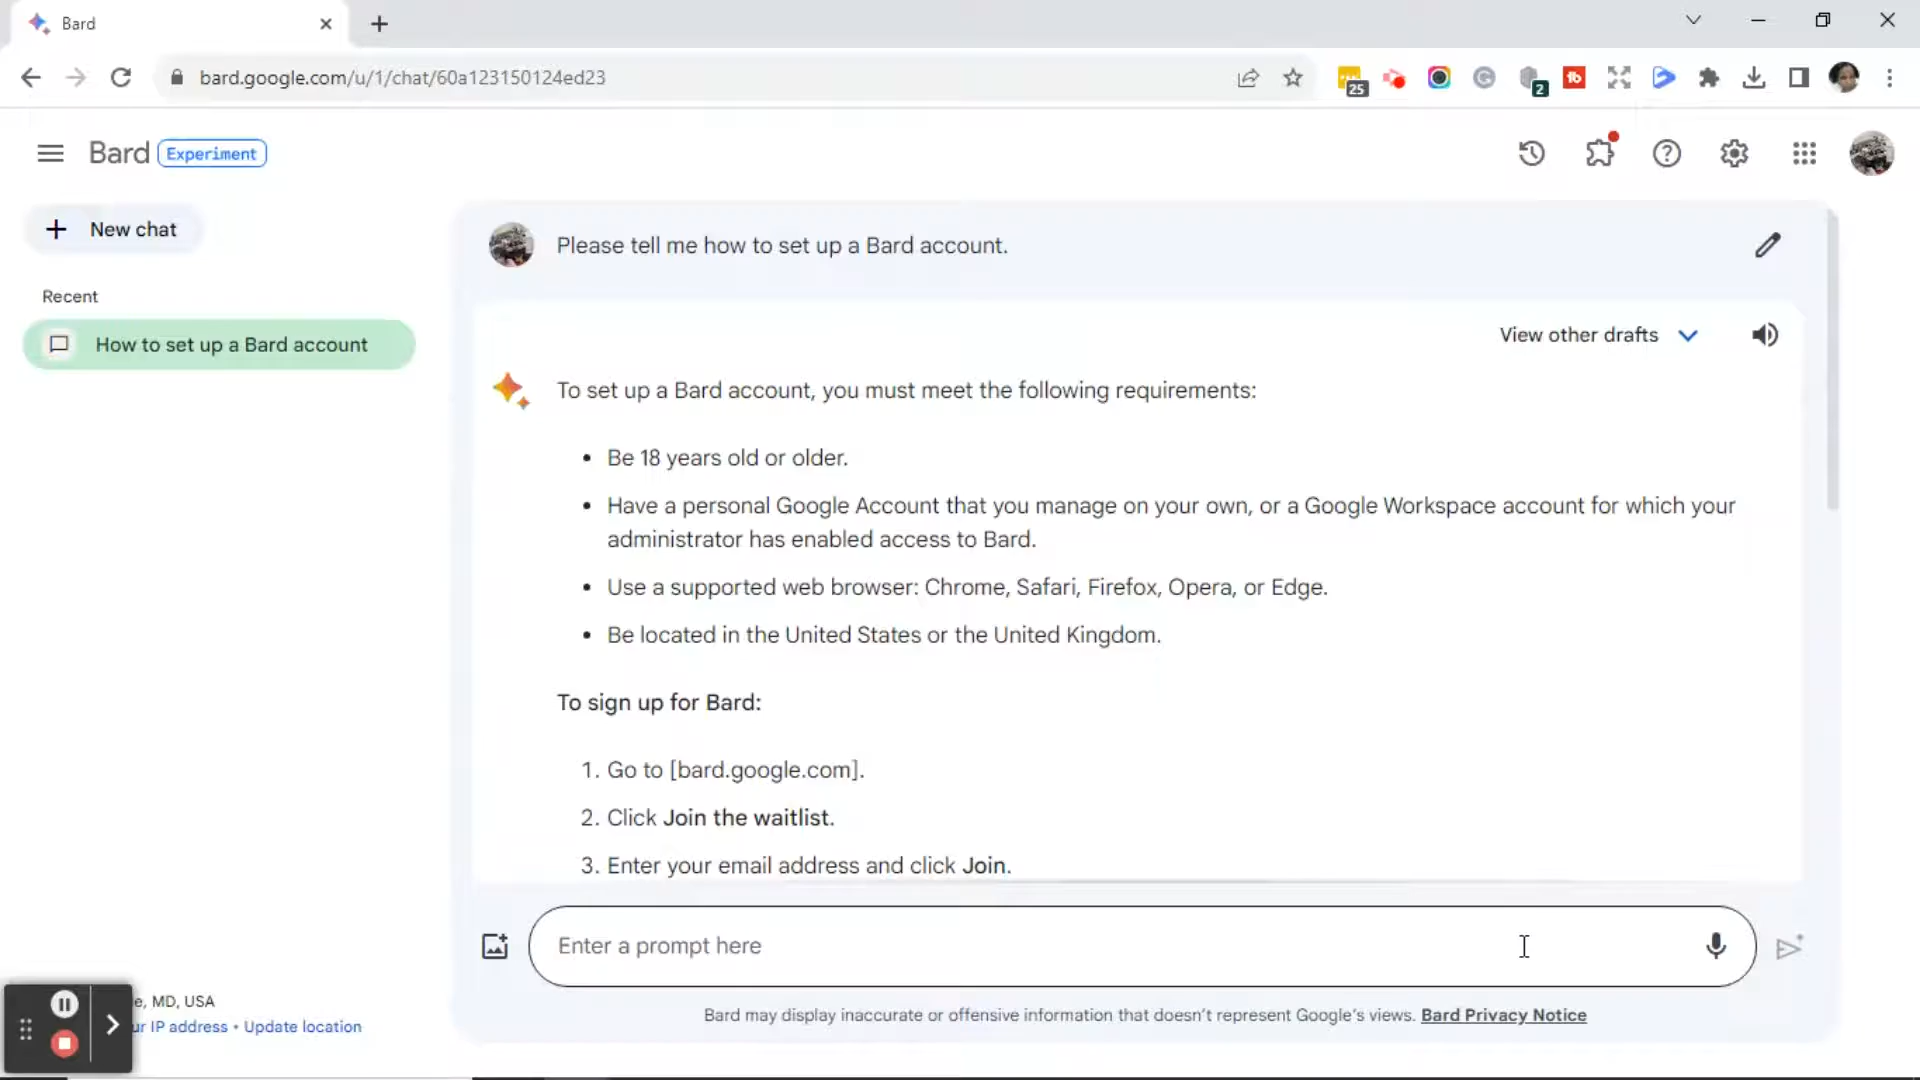 Bard
bard.google.com/u/1/chat/60a123150124ed23
25
2
tb
Bard Experiment
New chat
Recent
How to set up a Bard account
Please tell me how to set up a Bard account.
View other drafts
To set up a Bard account, you must meet the following requirements:
• Be 18 years old or older.
• Have a personal Google Account that you manage on your own, or a Google Workspace account for which your
administrator has enabled access to Bard.
• Use a supported web browser: Chrome, Safari, Firefox, Opera, or Edge.
• Be located in the United States or the United Kingdom.
To sign up for Bard:
1. Go to [bard.google.com].
2. Click Join the waitlist.
3. Enter your email address and click Join.
Enter a prompt here
Bard may display inaccurate or offensive information that doesn't represent Google's views. Bard Privacy Notice
e, MD, USA
ur IP address • Update location